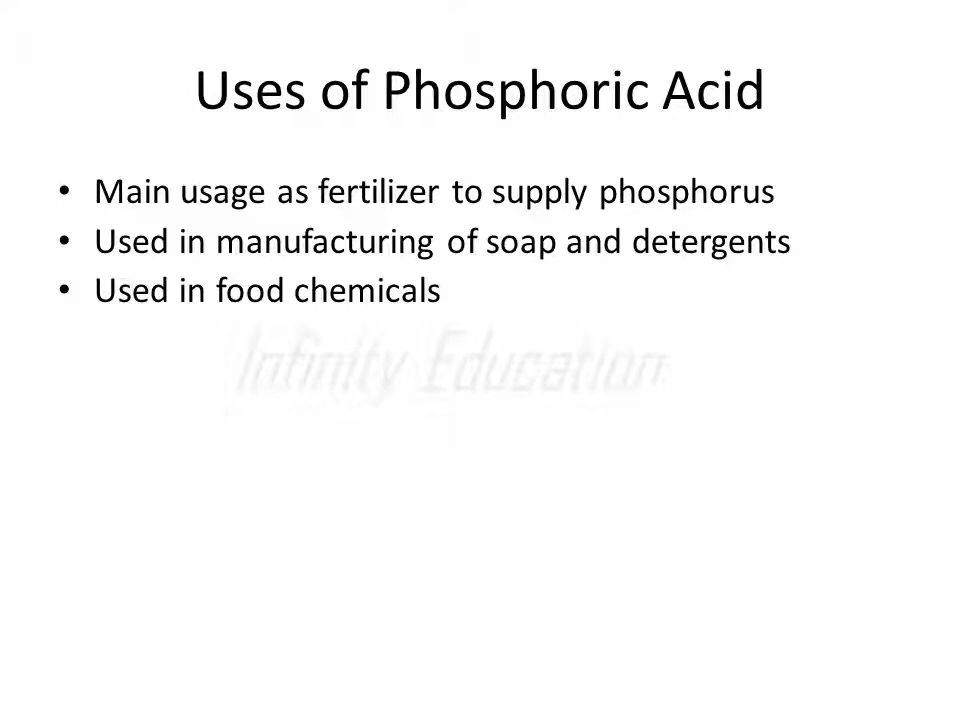 Uses of Phosphoric Acid
• Main usage as fertilizer to supply phosphorus
• Used in manufacturing of soap and detergents
• Used in food chemicals
Infinity Education